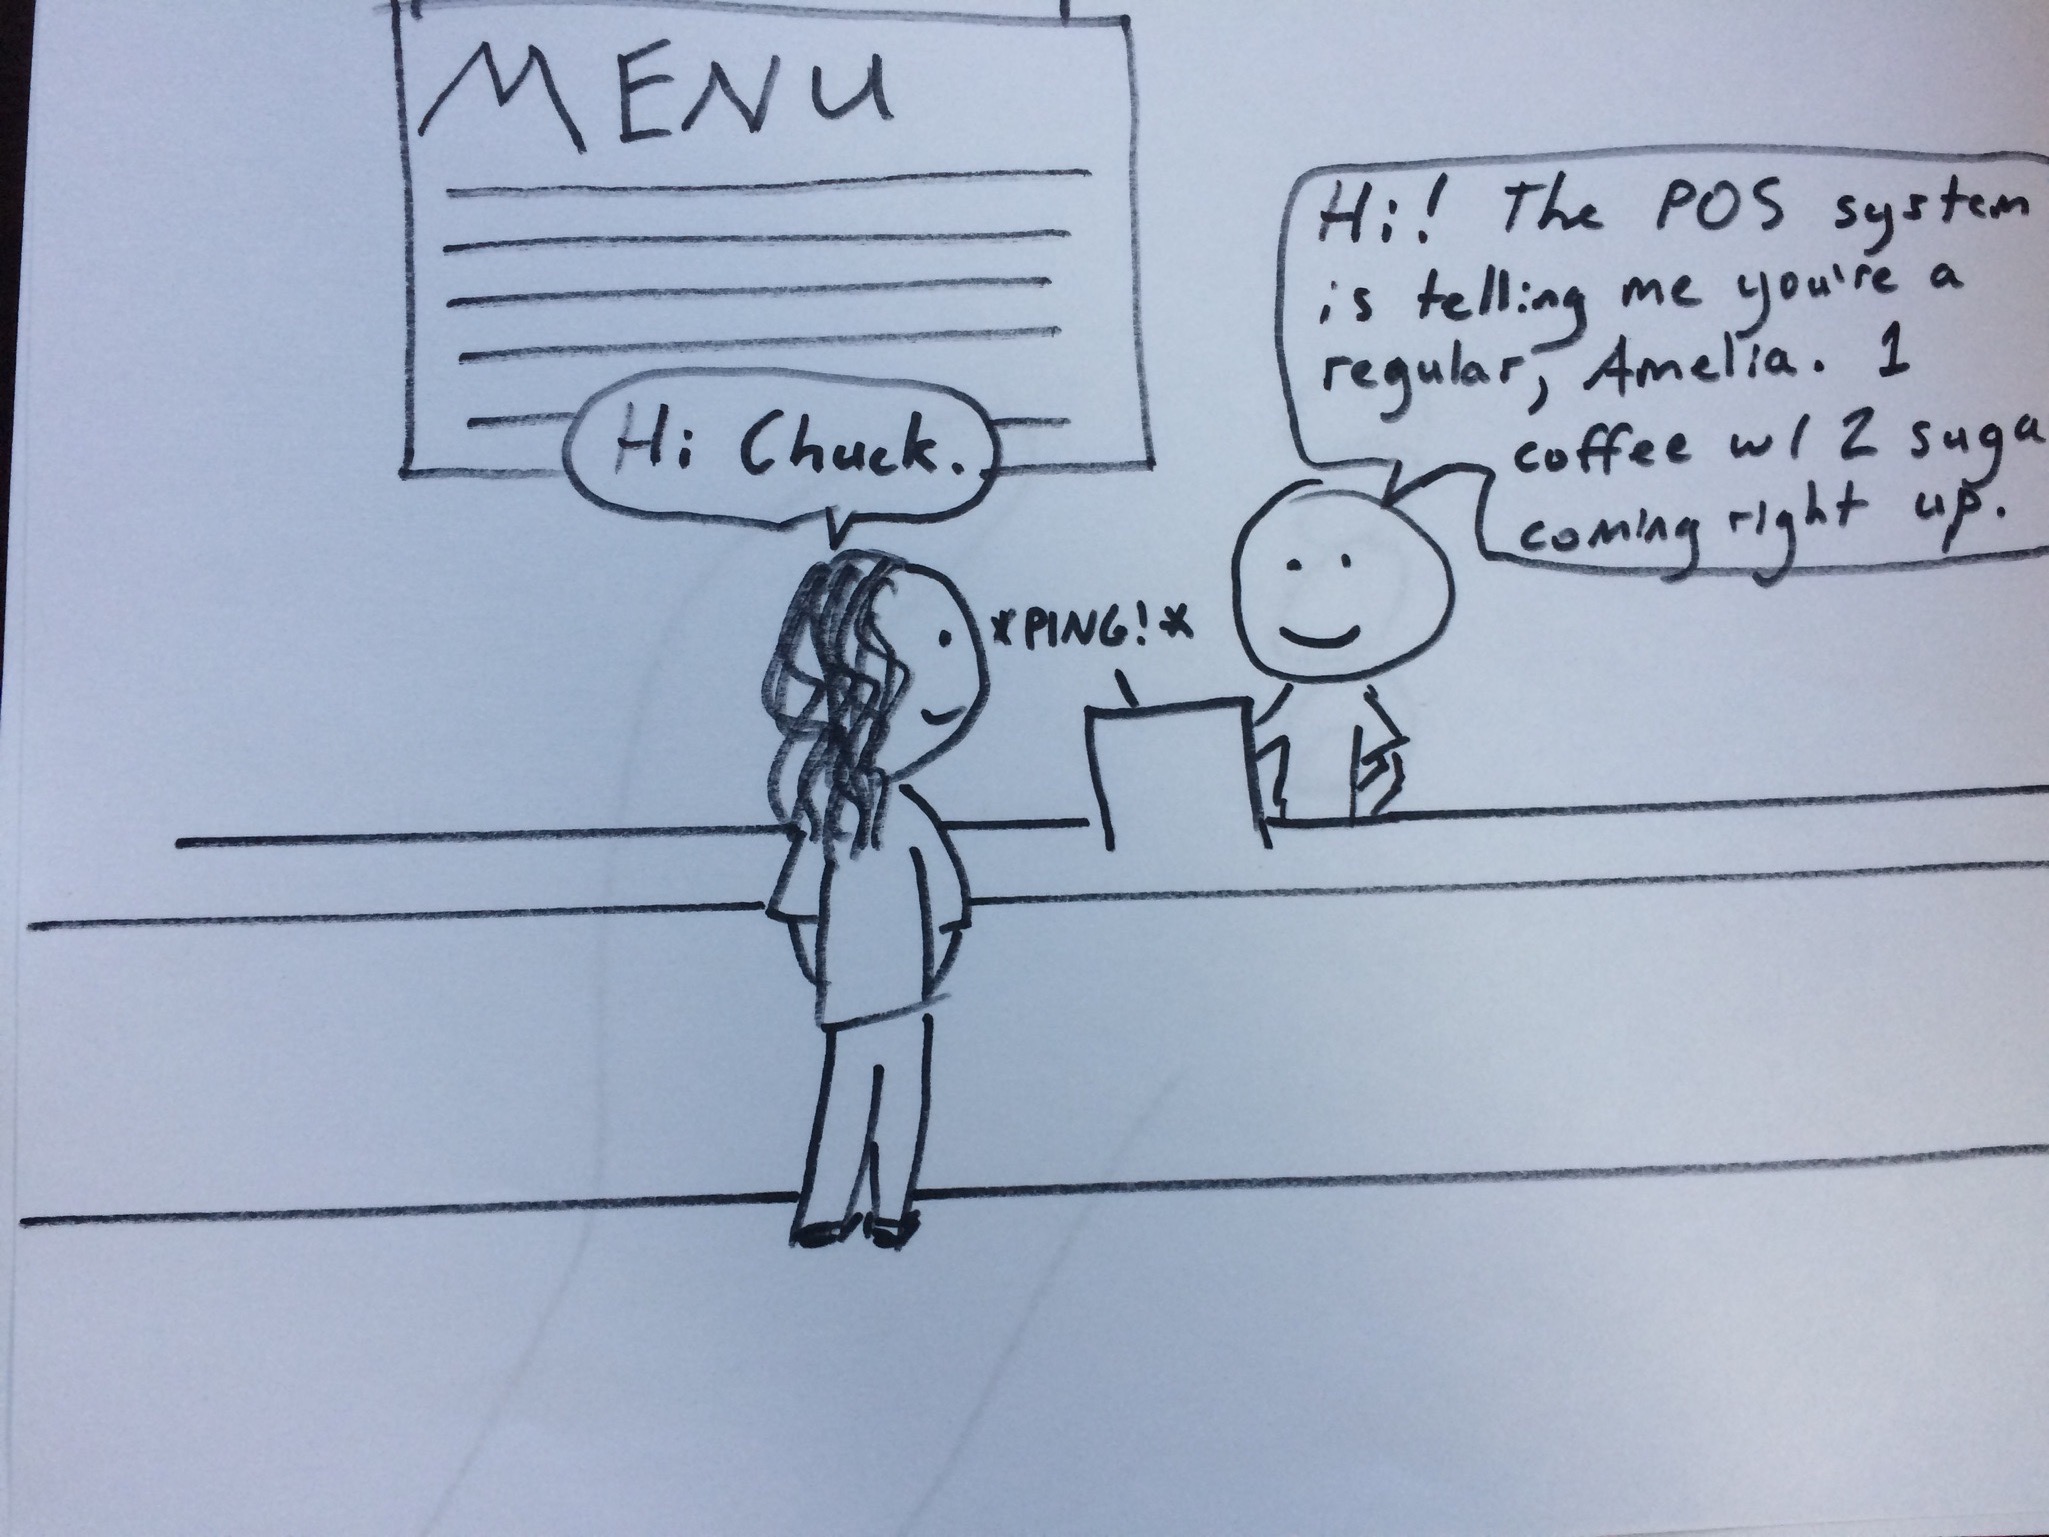 MENU
Hi! The POS system
is telling me you're a
regular, Amelia. 1
coffee w/ 2 suga
coming right up.
Hi Chuck.
*PING!*